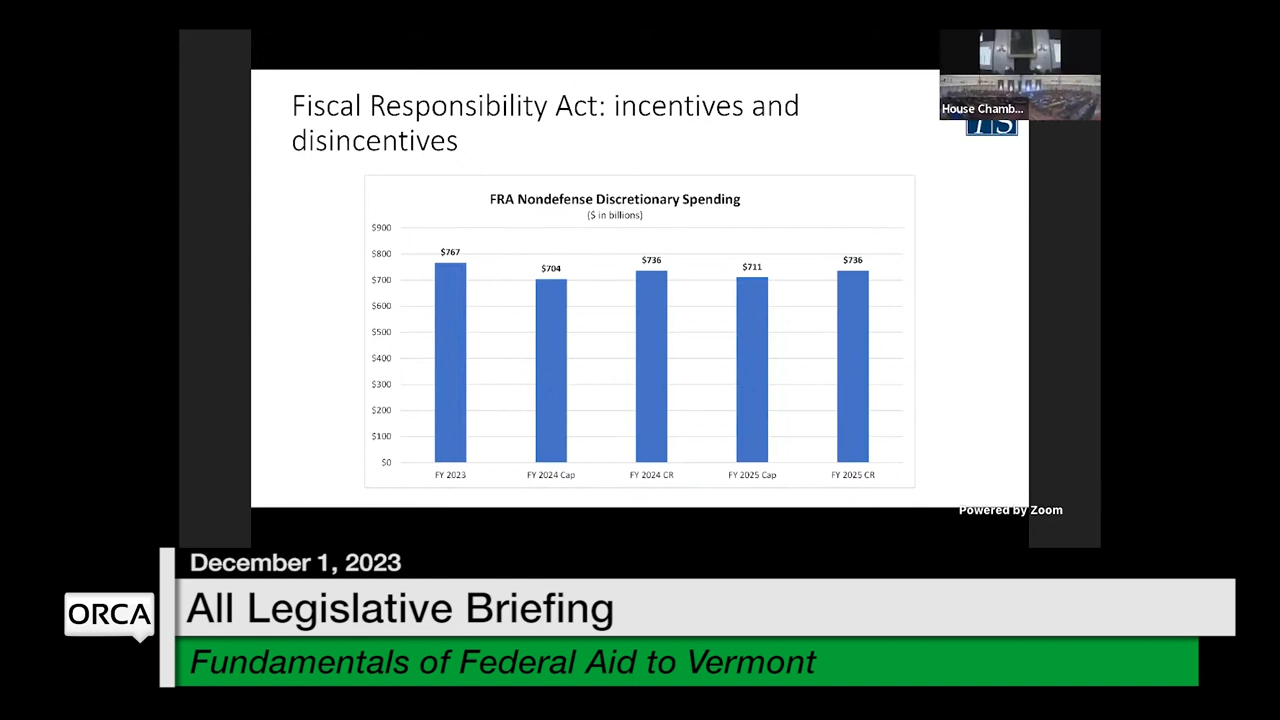 Fiscal Responsibility Act: incentives and
disincentives
House Chamb...
FRA Nondefense Discretionary Spending
($ in billions)
$900
$800
$700
$600
$500
$400
$300
$200
$100
$0
$767
$704
$736
$711
$736
FY 2023
FY 2024 Cap
FY 2024 CR
FY 2025 Cap
FY 2025 CR
Powered by Zoom
December 1, 2023
ORCA
All Legislative Briefing
Fundamentals of Federal Aid to Vermont